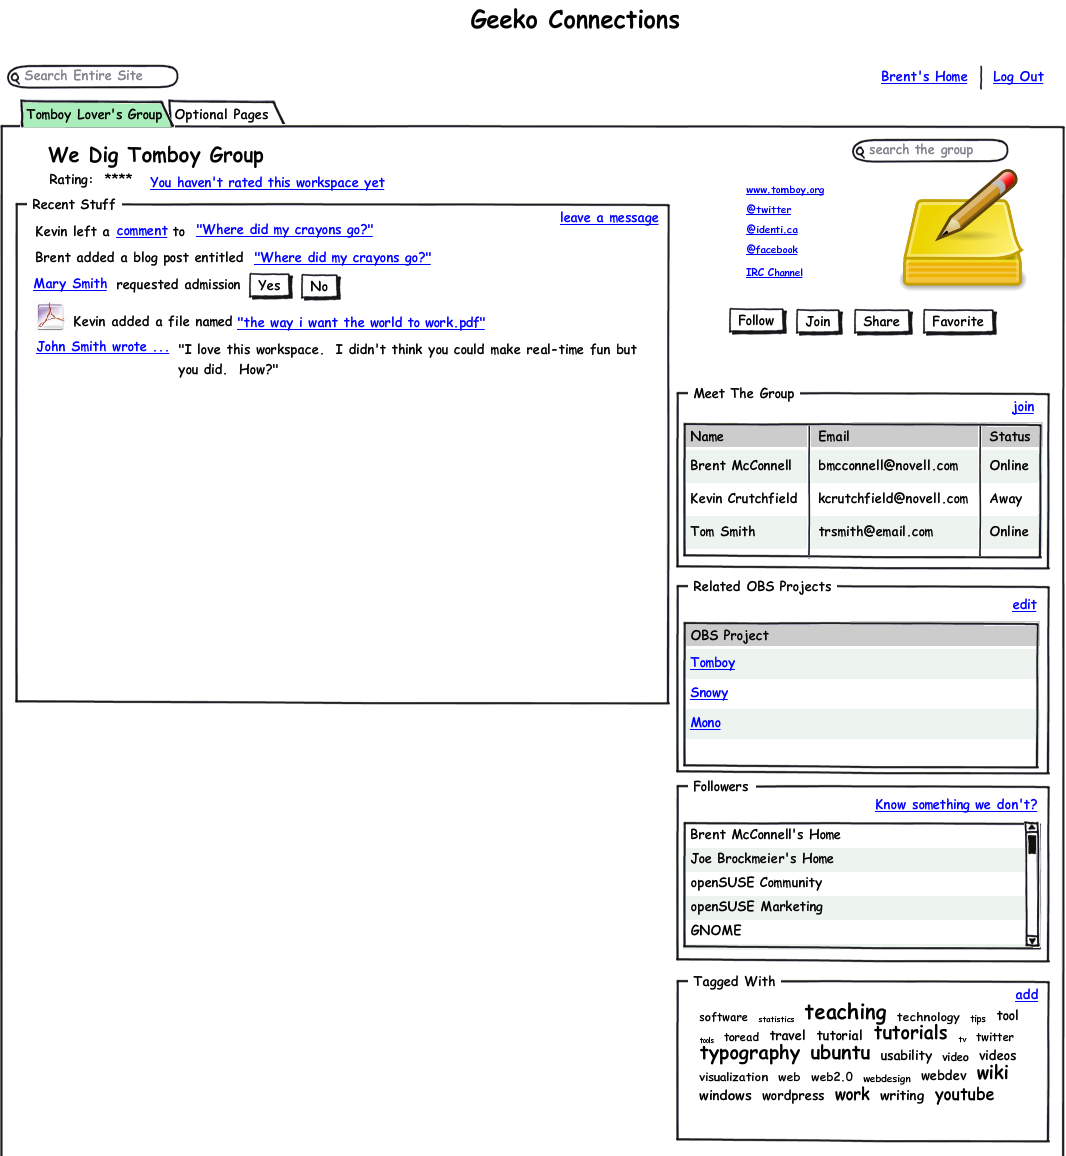 Geeko Connections
Search Entire Site
Brent's Home
Log Out
Tomboy Lover's Group
Optional Pages
We Dig Tomboy Group
Rating: ****
You haven't rated this workspace yet
search the group
www.tomboy.org
@twitter
@identi.ca
@facebook
IRC Channel
Follow
Join
Share
Favorite
Recent Stuff
leave a message
Kevin left a comment to "Where did my crayons go?"
Brent added a blog post entitled "Where did my crayons go?"
Mary Smith requested admission Yes No
Kevin added a file named "the way i want the world to work.pdf"
John Smith wrote ... "I love this workspace. I didn't think you could make real-time fun but
you did. How?"
Meet The Group
join
Name Email Status
Brent McConnell bmcconnell@novell.com Online
Kevin Crutchfield kcrutchfield@novell.com Away
Tom Smith trsmith@email.com Online
Related OBS Projects
edit
OBS Project
Tomboy
Snowy
Mono
Followers
Know something we don't?
Brent McConnell's Home
Joe Brockmeier's Home
openSUSE Community
openSUSE Marketing
GNOME
Tagged With
add
software statistics teaching technology tips tool
tools toread travel tutorial tutorials tv twitter
typography ubuntu usability video videos
visualization web web2.0 webdesign webdev wiki
windows wordpress work writing youtube